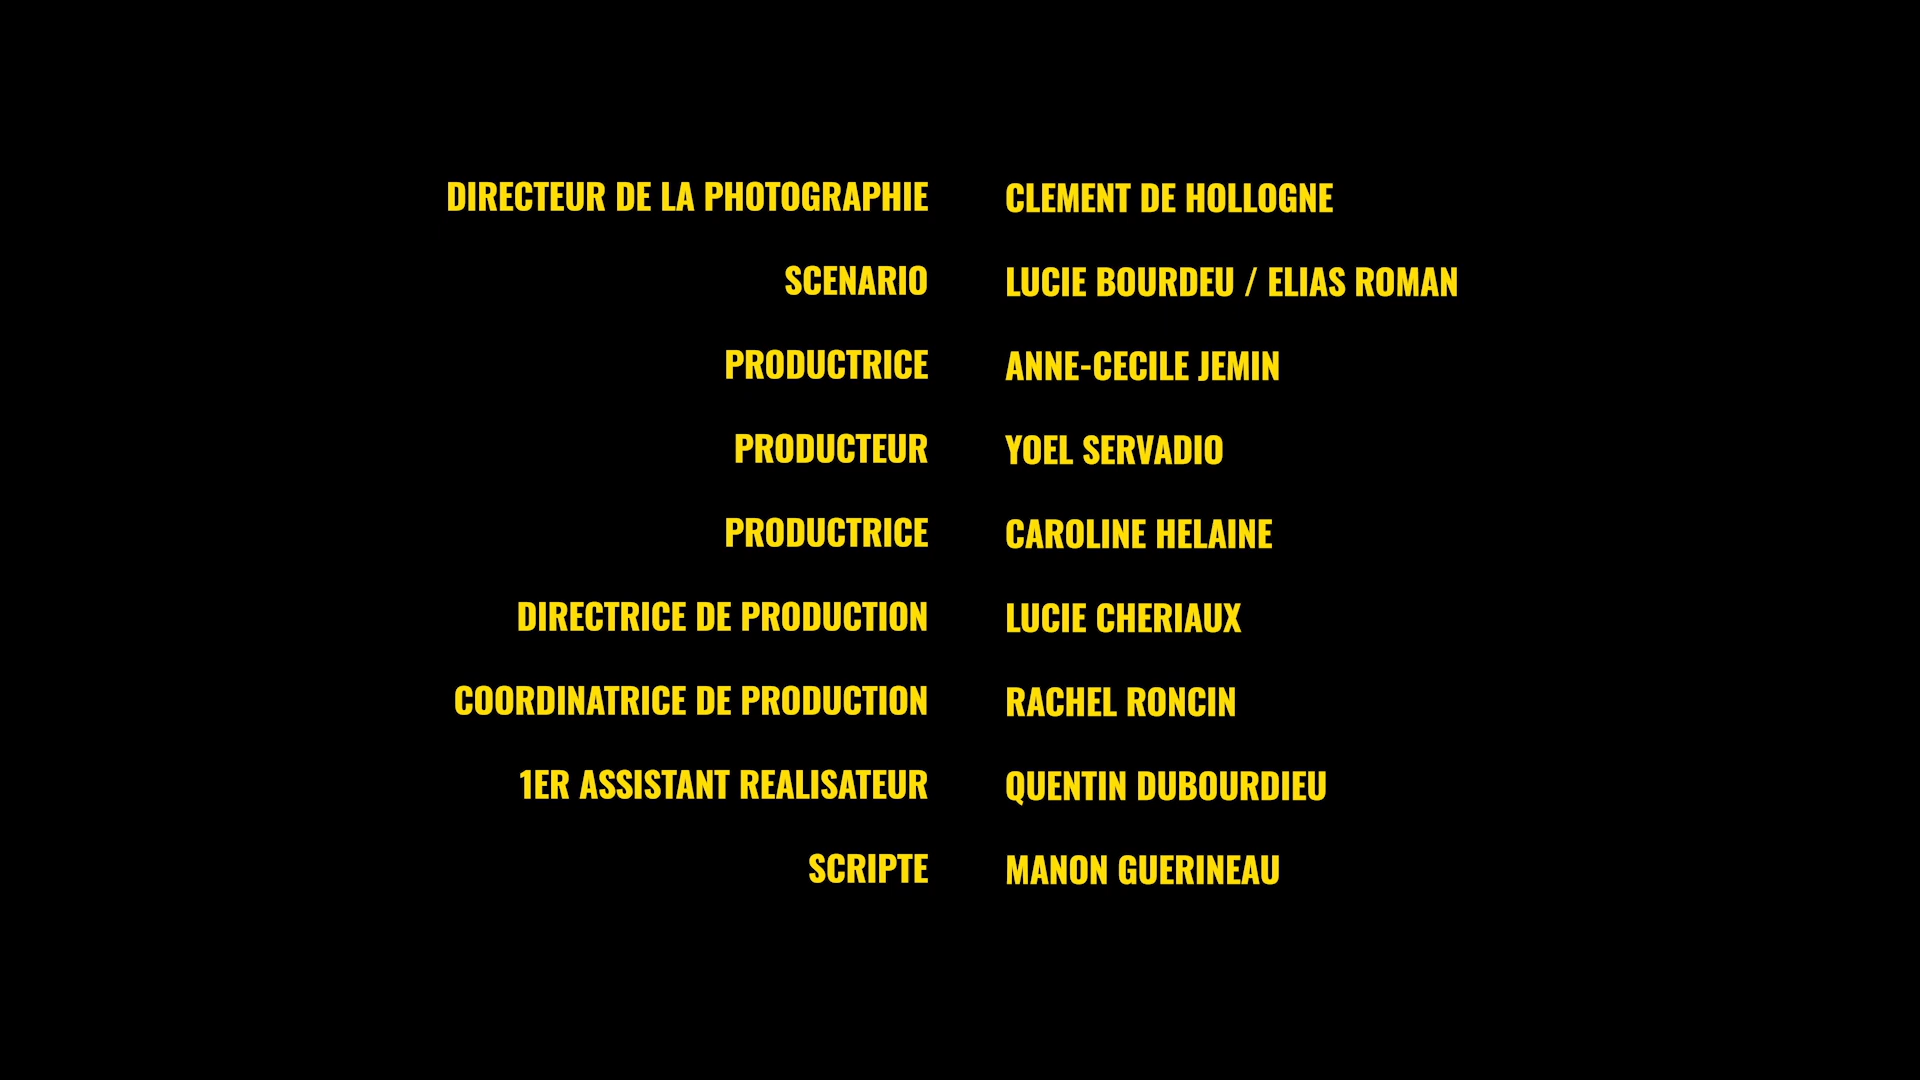 DIRECTEUR DE LA PHOTOGRAPHIE CLEMENT DE HOLLOGNE
SCENARIO LUCIE BOURDEU / ELIAS ROMAN
PRODUCTRICE ANNE-CECILE JEMIN
PRODUCTEUR YOEL SERVADIO
PRODUCTRICE CAROLINE HELAINE
DIRECTRICE DE PRODUCTION LUCIE CHERIAUX
COORDINATRICE DE PRODUCTION RACHEL RONCIN
1ER ASSISTANT REALISATEUR QUENTIN DUBOURDIEU
SCRIPTE MANON GUERINEAU